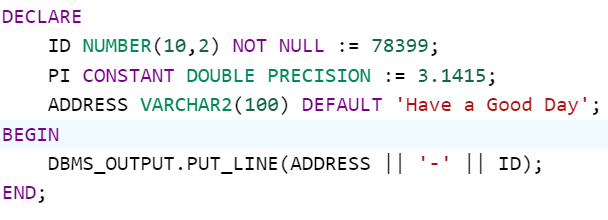 DECLARE
    ID NUMBER(10,2) NOT NULL := 78399;
    PI CONSTANT DOUBLE PRECISION := 3.1415;
    ADDRESS VARCHAR2(100) DEFAULT 'Have a Good Day';
BEGIN
    DBMS_OUTPUT.PUT_LINE(ADDRESS || '-' || ID);
END;